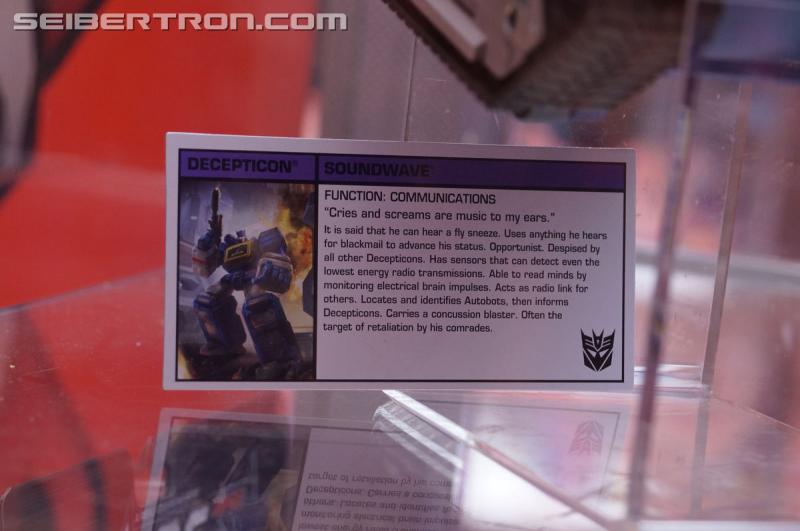 SEIBERTRON.COM
DECEPTICON® SOUNDWAVE®
FUNCTION: COMMUNICATIONS
"Cries and screams are music to my ears."
It is said that he can hear a fly sneeze. Uses anything he hears
for blackmail to advance his status. Opportunist. Despised by
all other Decepticons. Has sensors that can detect even the
lowest energy radio transmissions. Able to read minds by
monitoring electrical brain impulses. Acts as radio link for
others. Locates and identifies Autobots, then informs
Decepticons. Carries a concussion blaster. Often the
target of retaliation by his comrades.